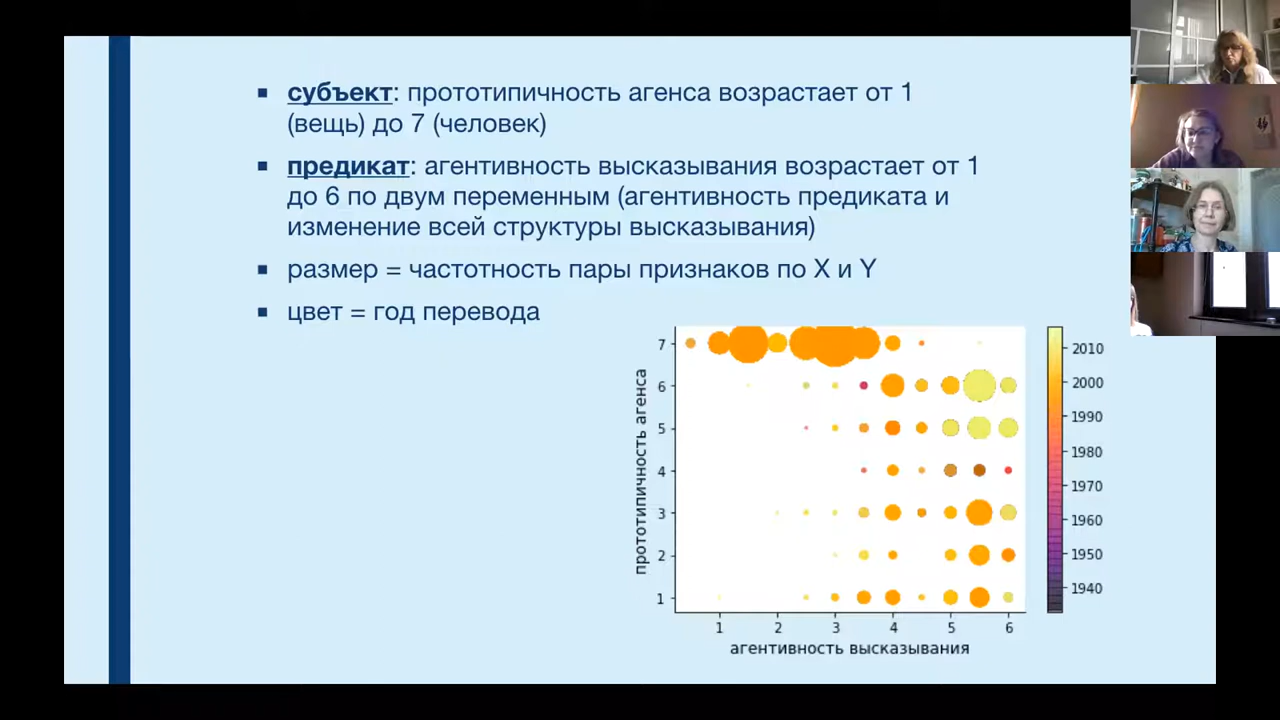 ▪ субъект: прототипичность агенса возрастает от 1
(вещь) до 7 (человек)
▪ предикат: агентивность высказывания возрастает от 1
до 6 по двум переменным (агентивность предиката и
изменение всей структуры высказывания)
▪ размер = частотность пары признаков по X и Y
▪ цвет = год перевода
прототипичность агенса
7
6
5
4
3
2
1
1 2 3 4 5 6
агентивность высказывания
2010
2000
1990
1980
1970
1960
1950
1940